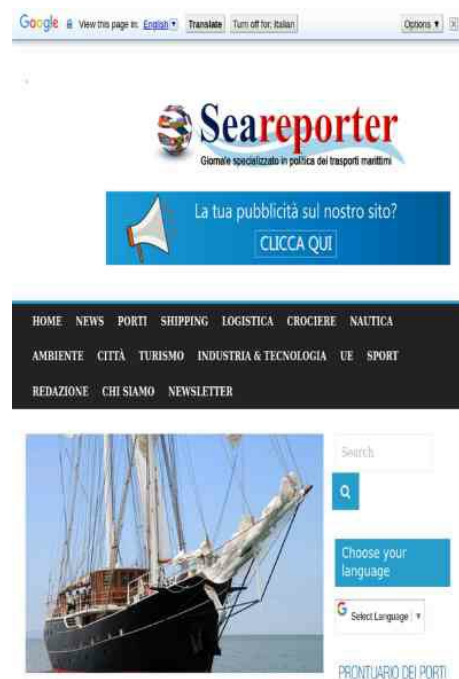 Google View this page in: English Translate Turn off for: Italian Options
Seareporter
Giornale specializzato in politica dei trasporti marittimi
La tua pubblicità sul nostro sito?
CLICCA QUI
HOME NEWS PORTI SHIPPING LOGISTICA CROCIERE NAUTICA
AMBIENTE CITTÀ TURISMO INDUSTRIA & TECNOLOGIA UE SPORT
REDAZIONE CHI SIAMO NEWSLETTER
Search
Choose your
language
G Select Language
PRONTUARIO DEI PORTI